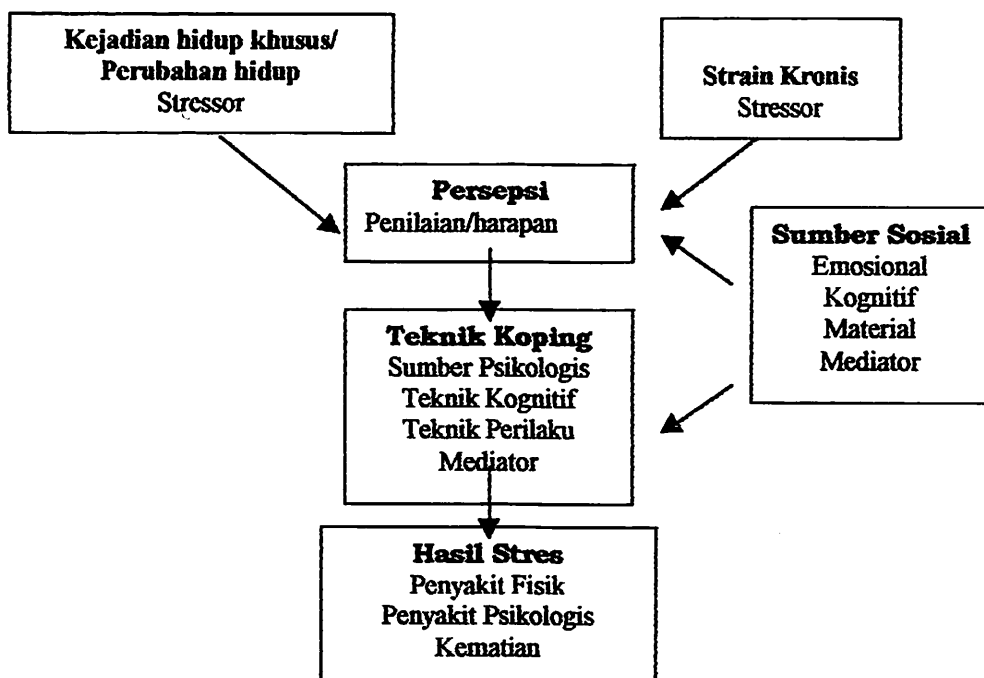 Kejadian hidup khusus/
Perubahan hidup
Stressor
Strain Kronis
Stressor
Persepsi
Penilaian/harapan
Sumber Sosial
Emosional
Kognitif
Material
Mediator
Teknik Koping
Sumber Psikologis
Teknik Kognitif
Teknik Perilaku
Mediator
Hasil Stres
Penyakit Fisik
Penyakit Psikologis
Kematian